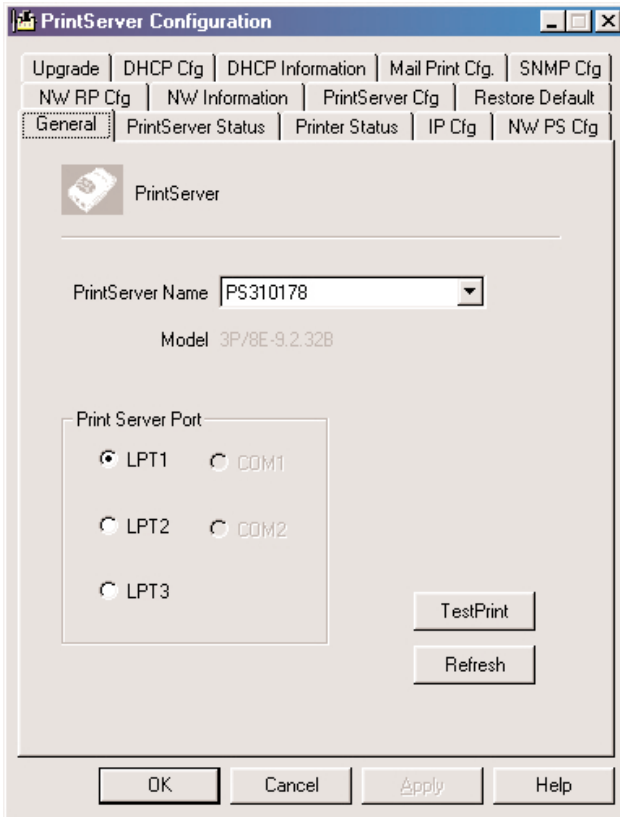 PrintServer Configuration
Upgrade DHCP Cfg DHCP Information Mail Print Cfg. SNMP Cfg
NW RP Cfg NW Information PrintServer Cfg Restore Default
General PrintServer Status Printer Status IP Cfg NW PS Cfg
PrintServer
PrintServer Name PS310178
Model 3P/8E-9.2.32B
Print Server Port
LPT1 COM1
LPT2 COM2
LPT3
TestPrint
Refresh
OK Cancel Apply Help